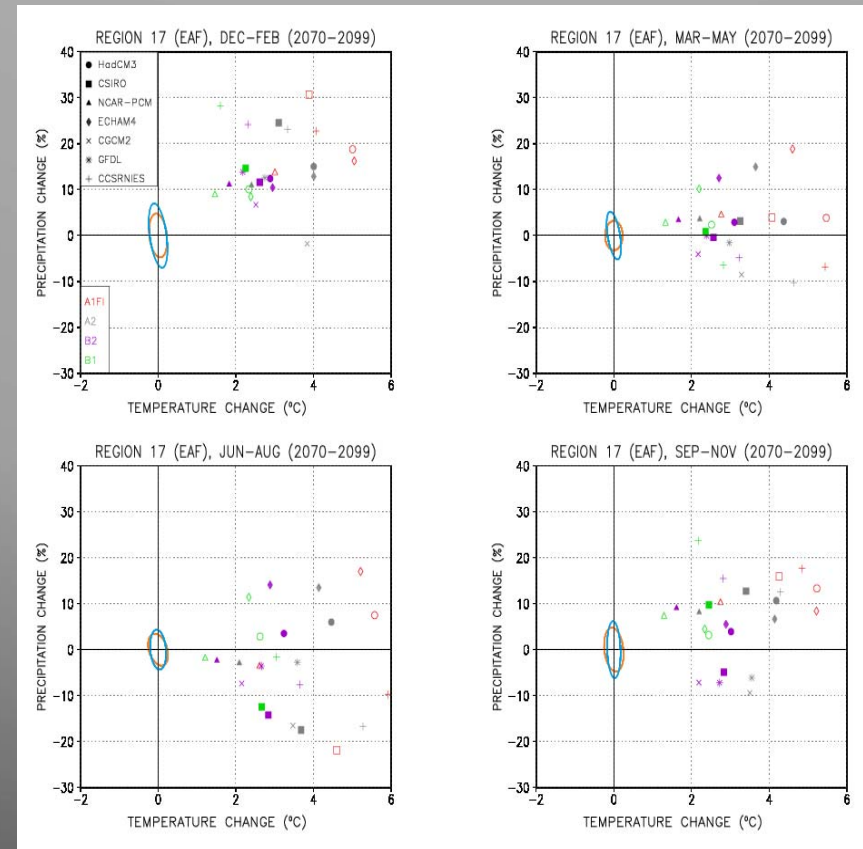 REGION 17 (EAF), DEC-FEB (2070-2099)
PRECIPITATION CHANGE (%)
40
30
20
10
0
-10
-20
-30
HadCM3
CSIRO
NCAR-PCM
ECHAM4
CGCM2
GFDL
CCSRNIES
A1FI
A2
B2
B1
-2
0
2
4
6
TEMPERATURE CHANGE (ºC)
REGION 17 (EAF), MAR-MAY (2070-2099)
PRECIPITATION CHANGE (%)
40
30
20
10
0
-10
-20
-30
-2
0
2
4
6
TEMPERATURE CHANGE (ºC)
REGION 17 (EAF), JUN-AUG (2070-2099)
PRECIPITATION CHANGE (%)
40
30
20
10
0
-10
-20
-30
-2
0
2
4
6
TEMPERATURE CHANGE (ºC)
REGION 17 (EAF), SEP-NOV (2070-2099)
PRECIPITATION CHANGE (%)
40
30
20
10
0
-10
-20
-30
-2
0
2
4
6
TEMPERATURE CHANGE (ºC)